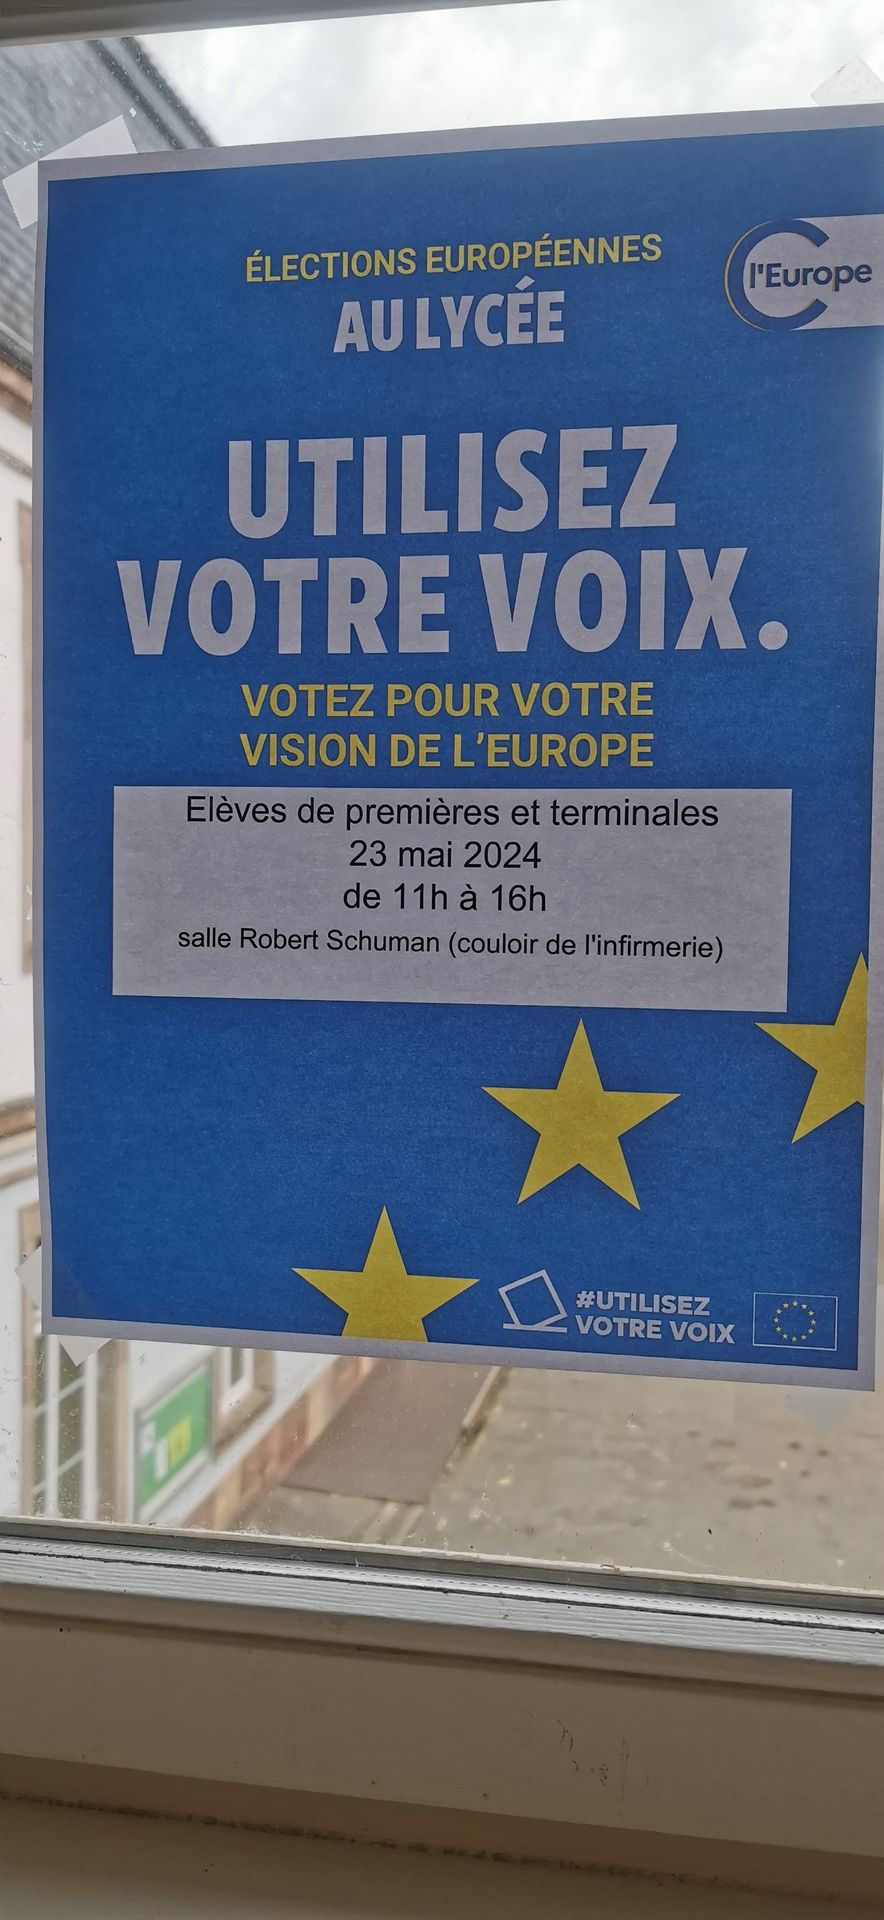 ÉLECTIONS EUROPÉENNES
AU LYCÉE
l'Europe
UTILISEZ
VOTRE VOIX.
VOTEZ POUR VOTRE
VISION DE L'EUROPE
Elèves de premières et terminales
23 mai 2024
de 11h à 16h
salle Robert Schuman (couloir de l'infirmerie)
#UTILISEZ
VOTRE VOIX